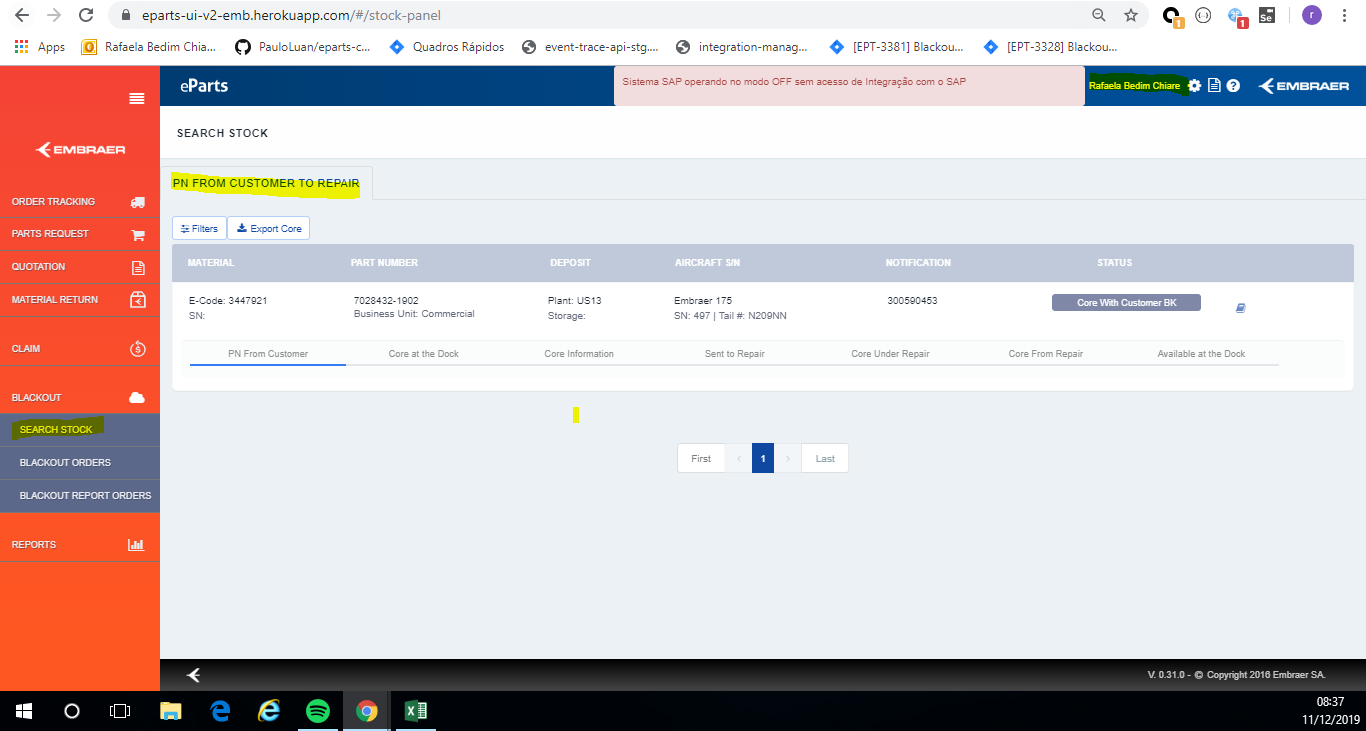 eparts-ui-v2-emb.herokuapp.com/#/stock-panel
1
1
Se
r
Apps
Rafaela Bedim Chia...
PauloLuan/eparts-c...
Quadros Rápidos
event-trace-api-stg....
integration-manag...
[EPT-3381] Blackou...
[EPT-3328] Blackou...
eParts
Sistema SAP operando no modo OFF sem acesso de Integração com o SAP
Rafaela Bedim Chiare
EMBRAER
EMBRAER
ORDER TRACKING
PARTS REQUEST
QUOTATION
MATERIAL RETURN
CLAIM
BLACKOUT
SEARCH STOCK
BLACKOUT ORDERS
BLACKOUT REPORT ORDERS
REPORTS
SEARCH STOCK
PN FROM CUSTOMER TO REPAIR
Filters
Export Core
MATERIAL PART NUMBER DEPOSIT AIRCRAFT S/N NOTIFICATION STATUS
E-Code: 3447921 7028432-1902 Plant: US13 Embraer 175 300590453 Core With Customer BK
SN: Business Unit: Commercial Storage: SN: 497 | Tail #: N209NN
PN From Customer Core at the Dock Core Information Sent to Repair Core Under Repair Core From Repair Available at the Dock
First ‹ 1 › Last
V. 0.31.0 - © Copyright 2016 Embraer SA.
08:37
11/12/2019